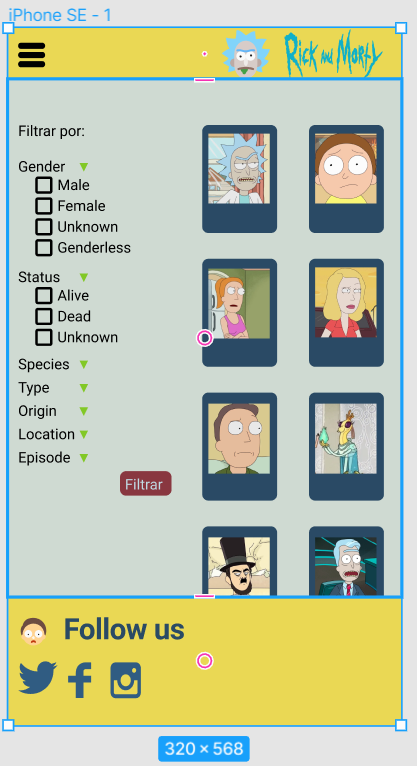 iPhone SE - 1
Rick and Morty
Filtrar por:
Gender ▼
Male
Female
Unknown
Genderless
Status ▼
Alive
Dead
Unknown
Species ▼
Type ▼
Origin ▼
Location ▼
Episode ▼
Filtrar
Follow us
320 × 568